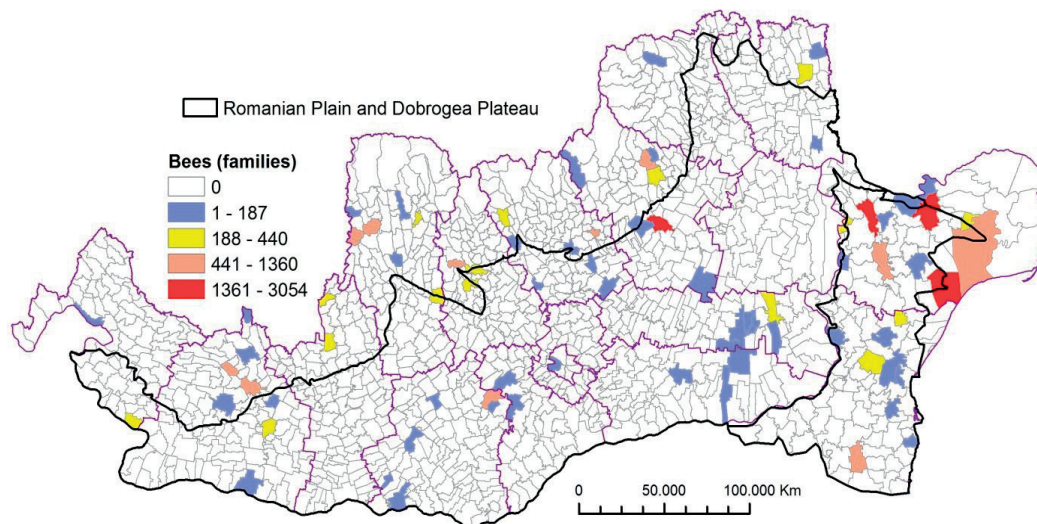 Romanian Plain and Dobrogea Plateau
Bees (families)
0
1 - 187
188 - 440
441 - 1360
1361 - 3054
0 50.000 100.000 Km